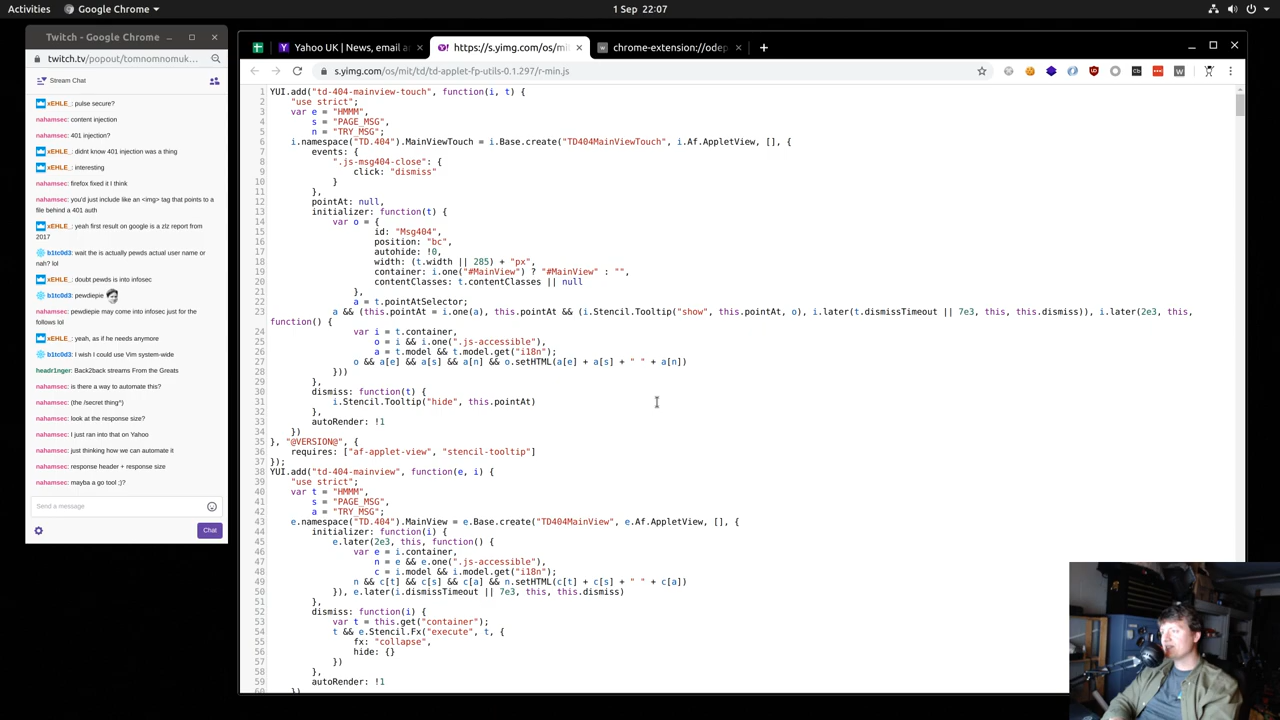 Activities
Google Chrome
1 Sep 22:07
Twitch - Google Chrome
twitch.tv/popout/tomnomnomuk...
Stream Chat
xEHLE_: pulse secure?
nahamsec: content injection
nahamsec: 401 injection?
xEHLE_: didnt know 401 injection was a thing
xEHLE_: interesting
nahamsec: firefox fixed it I think
nahamsec: you'd just include like an <img> tag that points to a
file behind a 401 auth
xEHLE_: yeah first result on google is a zlz report from
2017
b1tc0d3: wait the is actually pewds actual user name or
nah? lol
xEHLE_: doubt pewds is into infosec
b1tc0d3: pewdiepie
nahamsec: pewdiepie may come into infosec just for the
follows lol
xEHLE_: yeah, as if he needs anymore
b1tc0d3: I wish I could use Vim system-wide
headr1nger: Back2back streams From the Greats
nahamsec: is there a way to automate this?
nahamsec: (the /secret thing^)
nahamsec: look at the response size?
nahamsec: I just ran into that on Yahoo
nahamsec: just thinking how we can automate it
nahamsec: response header + response size
nahamsec: mayba a go tool ;)?
Send a message
Chat
Yahoo UK | News, email a
https://s.yimg.com/os/mi
chrome-extension://odep
s.yimg.com/os/mit/td/td-applet-fp-utils-0.1.297/r-min.js
1 YUI.add("td-404-mainview-touch", function(i, t) {
2 "use strict";
3 var e = "HMMM",
4 s = "PAGE_MSG",
5 n = "TRY_MSG";
6 i.namespace("TD.404").MainViewTouch = i.Base.create("TD404MainViewTouch", i.Af.AppletView, [], {
7 events: {
8 ".js-msg404-close": {
9 click: "dismiss"
10 }
11 },
12 pointAt: null,
13 initializer: function(t) {
14 var o = {
15 id: "Msg404",
16 position: "bc",
17 autohide: !0,
18 width: (t.width || 285) + "px",
19 container: i.one("#MainView") ? "#MainView" : "",
20 contentClasses: t.contentClasses || null
21 },
22 a = t.pointAtSelector;
23 a && (this.pointAt = i.one(a), this.pointAt && (i.Stencil.Tooltip("show", this.pointAt, o), i.later(t.dismissTimeout || 7e3, this, this.dismiss)), i.later(2e3, this,
function() {
24 var i = t.container,
25 o = i && i.one(".js-accessible"),
26 a = t.model && t.model.get("i18n");
27 o && a[e] && a[s] && a[n] && o.setHTML(a[e] + a[s] + " " + a[n])
28 }))
29 },
30 dismiss: function(t) {
31 i.Stencil.Tooltip("hide", this.pointAt)
32 },
33 autoRender: !1
34 })
35 }, "@VERSION@", {
36 requires: ["af-applet-view", "stencil-tooltip"]
37 });
38 YUI.add("td-404-mainview", function(e, i) {
39 "use strict";
40 var t = "HMMM",
41 s = "PAGE_MSG",
42 a = "TRY_MSG";
43 e.namespace("TD.404").MainView = e.Base.create("TD404MainView", e.Af.AppletView, [], {
44 initializer: function(i) {
45 e.later(2e3, this, function() {
46 var e = i.container,
47 n = e && e.one(".js-accessible"),
48 c = i.model && i.model.get("i18n");
49 n && c[t] && c[s] && c[a] && n.setHTML(c[t] + c[s] + " " + c[a])
50 }), e.later(i.dismissTimeout || 7e3, this, this.dismiss)
51 },
52 dismiss: function(i) {
53 var t = this.get("container");
54 t && e.Stencil.Fx("execute", t, {
55 fx: "collapse",
56 hide: {}
57 })
58 },
59 autoRender: !1
60 })